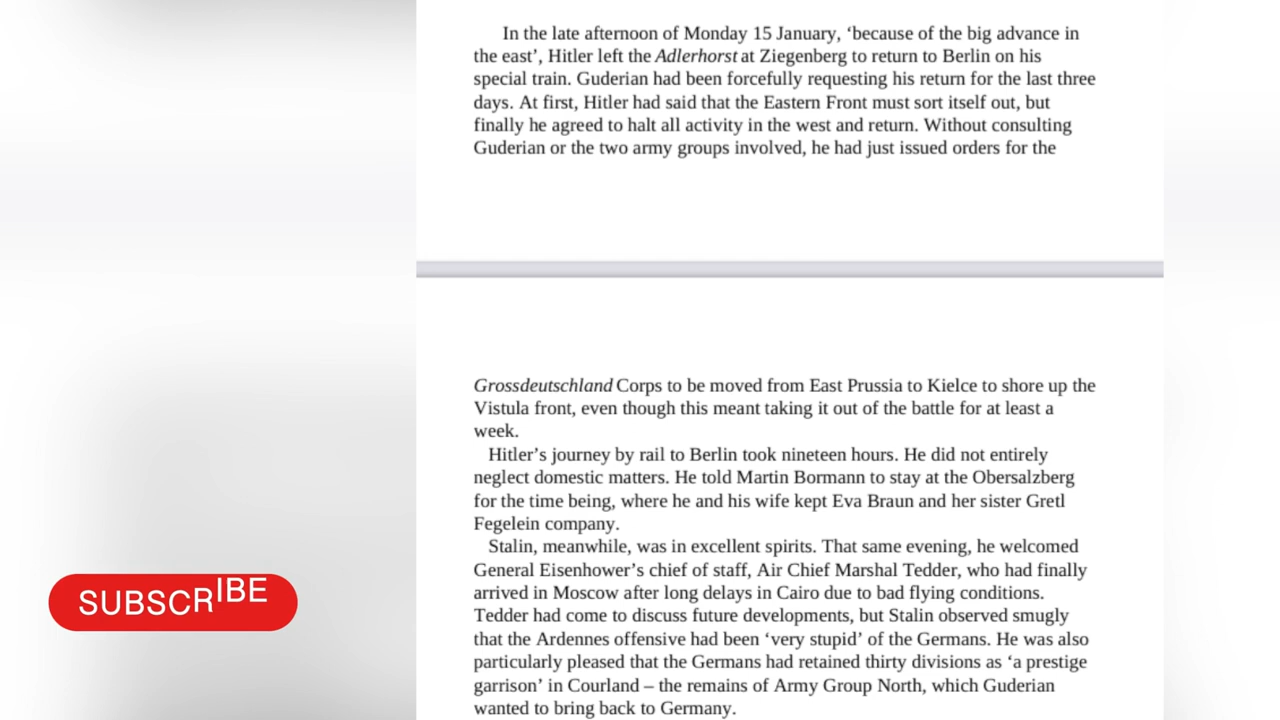 In the late afternoon of Monday 15 January, ‘because of the big advance in
the east’, Hitler left the Adlerhorst at Ziegenberg to return to Berlin on his
special train. Guderian had been forcefully requesting his return for the last three
days. At first, Hitler had said that the Eastern Front must sort itself out, but
finally he agreed to halt all activity in the west and return. Without consulting
Guderian or the two army groups involved, he had just issued orders for the
Grossdeutschland Corps to be moved from East Prussia to Kielce to shore up the
Vistula front, even though this meant taking it out of the battle for at least a
week.
Hitler’s journey by rail to Berlin took nineteen hours. He did not entirely
neglect domestic matters. He told Martin Bormann to stay at the Obersalzberg
for the time being, where he and his wife kept Eva Braun and her sister Gretl
Fegelein company.
Stalin, meanwhile, was in excellent spirits. That same evening, he welcomed
General Eisenhower’s chief of staff, Air Chief Marshal Tedder, who had finally
arrived in Moscow after long delays in Cairo due to bad flying conditions.
Tedder had come to discuss future developments, but Stalin observed smugly
that the Ardennes offensive had been ‘very stupid’ of the Germans. He was also
particularly pleased that the Germans had retained thirty divisions as ‘a prestige
garrison’ in Courland – the remains of Army Group North, which Guderian
wanted to bring back to Germany.
SUBSCRIBE